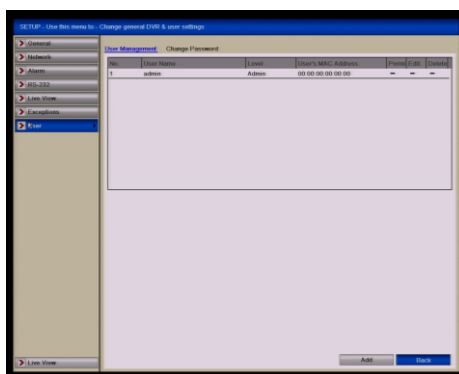 SETUP - Use this menu to - Change general DVR & user settings
General
Network
Alarm
RS-232
Live View
Exceptions
User
User Management Change Password
No. User Name Level User's MAC Address Edit Delete
1 admin Admin 00:00:00:00:00:00 – – –
Add Back
Live View